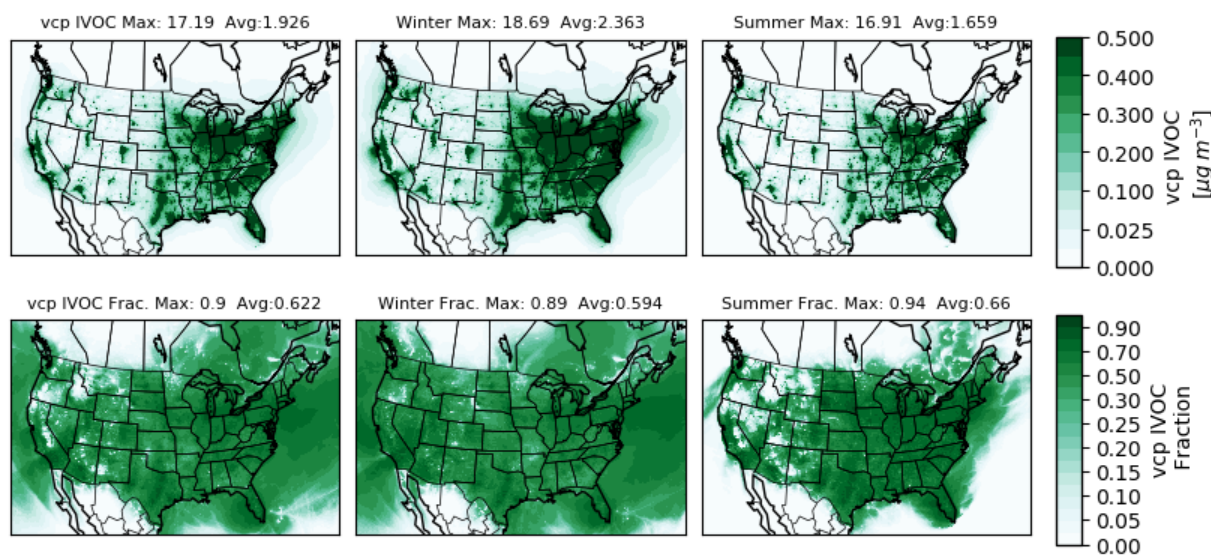 vcp IVOC Max: 17.19 Avg:1.926
Winter Max: 18.69 Avg:2.363
Summer Max: 16.91 Avg:1.659
0.500
0.400
0.300
0.200
0.100
0.025
0.000
vcp IVOC
[μg m⁻³]
vcp IVOC Frac. Max: 0.9 Avg:0.622
Winter Frac. Max: 0.89 Avg:0.594
Summer Frac. Max: 0.94 Avg:0.66
0.90
0.70
0.50
0.30
0.20
0.15
0.10
0.05
0.00
vcp IVOC
Fraction